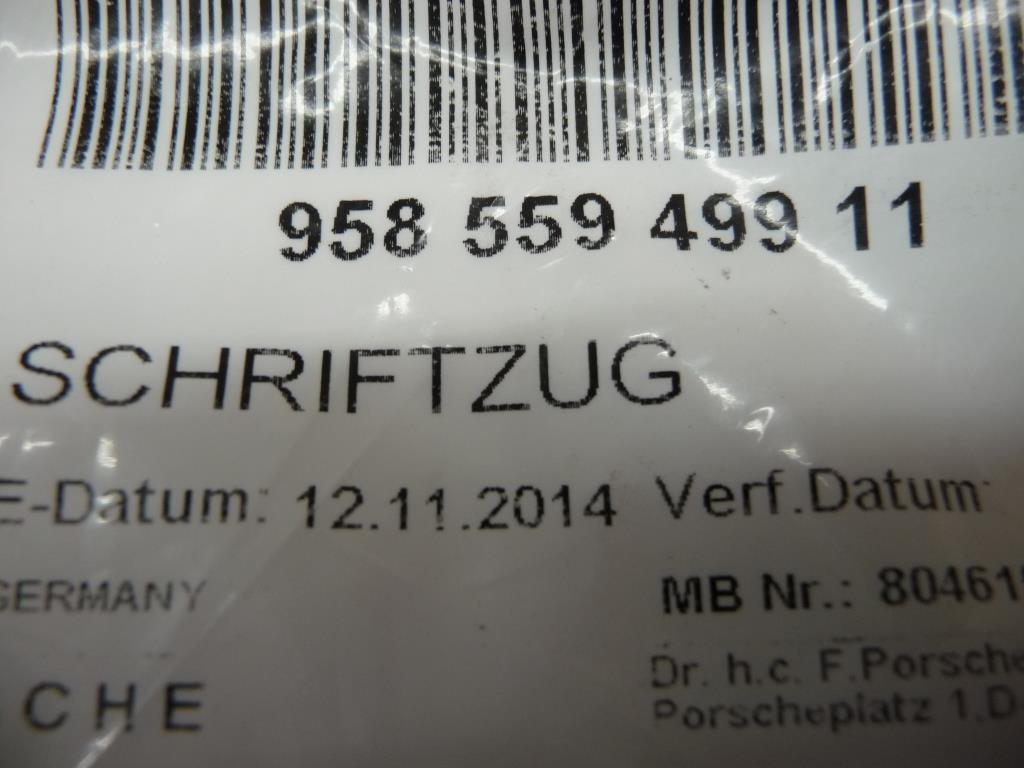 958 559 499 11
SCHRIFTZUG
E-Datum: 12.11.2014 Verf.Datum
GERMANY MB Nr.: 80461
CHE Dr. h.c. F.Porsche
Porscheplatz 1.D